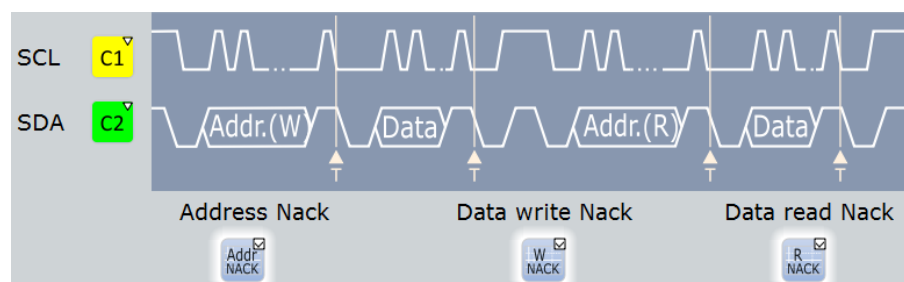 SCL C1
SDA C2 Addr.(W) Data Addr.(R) Data
T T T T
Address Nack Data write Nack Data read Nack
Addr NACK W NACK R NACK